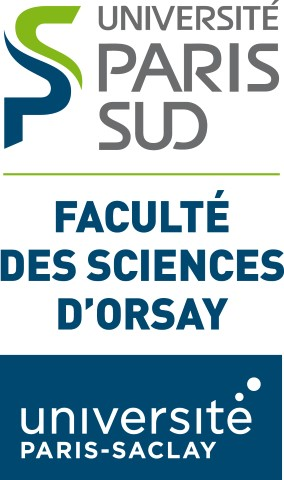 UNIVERSITÉ
PARIS
SUD
FACULTÉ
DES SCIENCES
D'ORSAY
université
PARIS-SACLAY